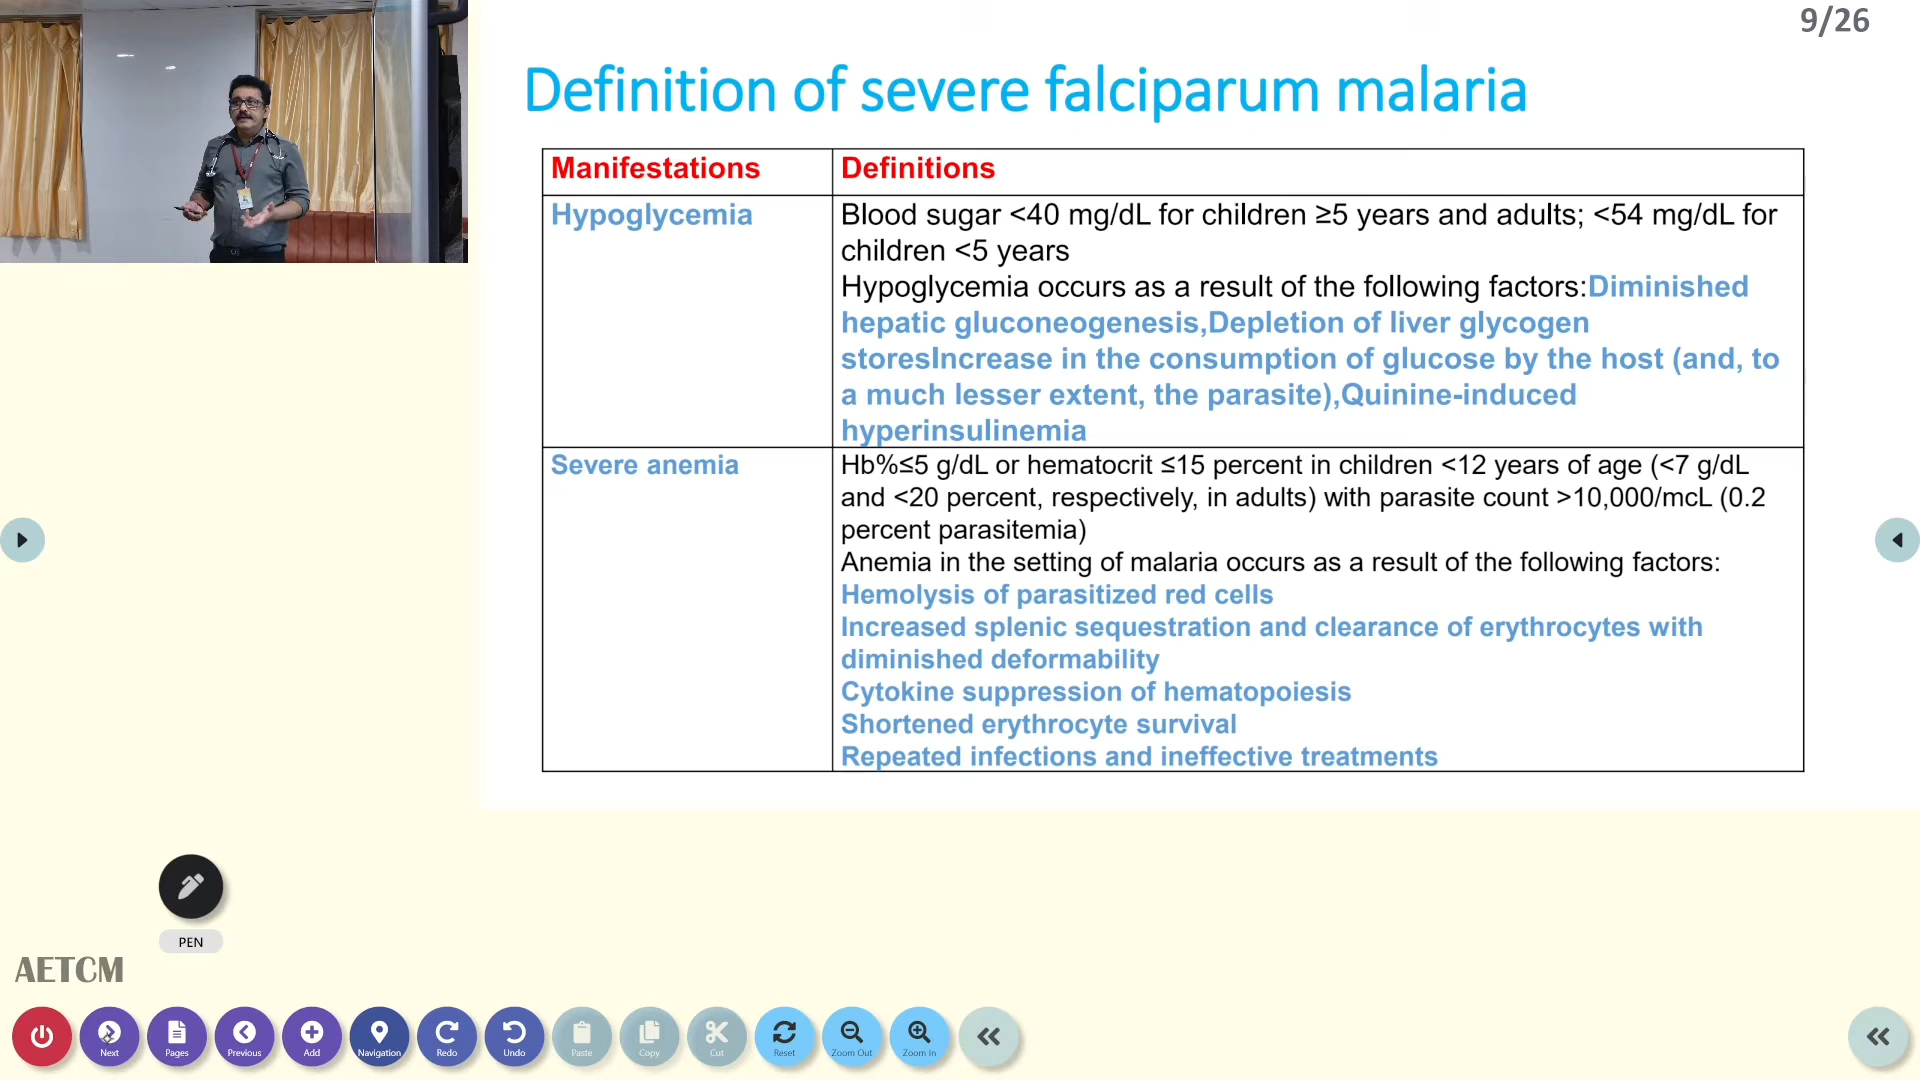 9/26
Definition of severe falciparum malaria
Manifestations
Definitions
Hypoglycemia
Blood sugar <40 mg/dL for children ≥5 years and adults; <54 mg/dL for
children <5 years
Hypoglycemia occurs as a result of the following factors:Diminished
hepatic gluconeogenesis,Depletion of liver glycogen
storesIncrease in the consumption of glucose by the host (and, to
a much lesser extent, the parasite),Quinine-induced
hyperinsulinemia
Severe anemia
Hb%≤5 g/dL or hematocrit ≤15 percent in children <12 years of age (<7 g/dL
and <20 percent, respectively, in adults) with parasite count >10,000/mcL (0.2
percent parasitemia)
Anemia in the setting of malaria occurs as a result of the following factors:
Hemolysis of parasitized red cells
Increased splenic sequestration and clearance of erythrocytes with
diminished deformability
Cytokine suppression of hematopoiesis
Shortened erythrocyte survival
Repeated infections and ineffective treatments
PEN
AETCM
Next
Pages
Previous
Add
Navigation
Redo
Undo
Paste
Copy
Cut
Reset
Zoom Out
Zoom In